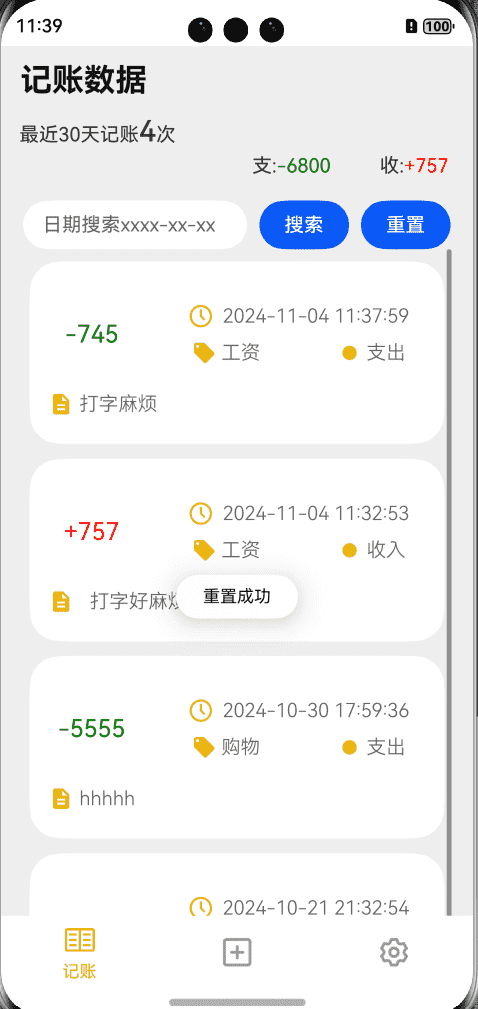 11:39
100
记账数据
最近30天记账4次
支:-6800 收:+757
日期搜索xxxx-xx-xx 搜索 重置
2024-11-04 11:37:59
-745
工资 支出
打字麻烦
2024-11-04 11:32:53
+757
工资 收入
打字好麻烦
重置成功
2024-10-30 17:59:36
-5555
购物 支出
hhhhh
2024-10-21 21:32:54
记账